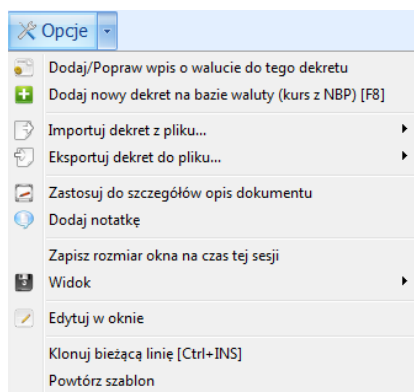 Opcje
Dodaj/Popraw wpis o walucie do tego dekretu
Dodaj nowy dekret na bazie waluty (kurs z NBP) [F8]
Importuj dekret z pliku...
Eksportuj dekret do pliku...
Zastosuj do szczegółów opis dokumentu
Dodaj notatkę
Zapisz rozmiar okna na czas tej sesji
Widok
Edytuj w oknie
Klonuj bieżącą linię [Ctrl+INS]
Powtórz szablon